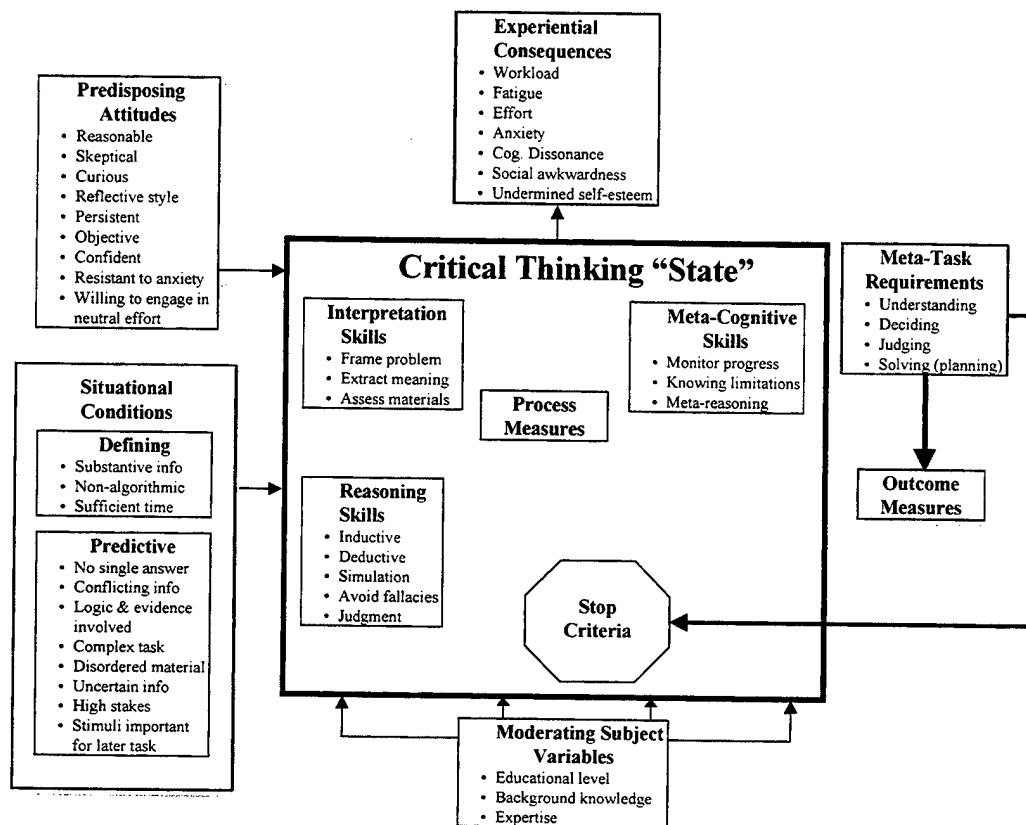 Experiential
Consequences
• Workload
• Fatigue
• Effort
• Anxiety
• Cog. Dissonance
• Social awkwardness
• Undermined self-esteem
Predisposing
Attitudes
• Reasonable
• Skeptical
• Curious
• Reflective style
• Persistent
• Objective
• Confident
• Resistant to anxiety
• Willing to engage in
neutral effort
Situational
Conditions
Defining
• Substantive info
• Non-algorithmic
• Sufficient time
Predictive
• No single answer
• Conflicting info
• Logic & evidence
involved
• Complex task
• Disordered material
• Uncertain info
• High stakes
• Stimuli important
for later task
Critical Thinking “State”
Interpretation
Skills
• Frame problem
• Extract meaning
• Assess materials
Process
Measures
Meta-Cognitive
Skills
• Monitor progress
• Knowing limitations
• Meta-reasoning
Reasoning
Skills
• Inductive
• Deductive
• Simulation
• Avoid fallacies
• Judgment
Stop
Criteria
Meta-Task
Requirements
• Understanding
• Deciding
• Judging
• Solving (planning)
Outcome
Measures
Moderating Subject
Variables
• Educational level
• Background knowledge
• Expertise